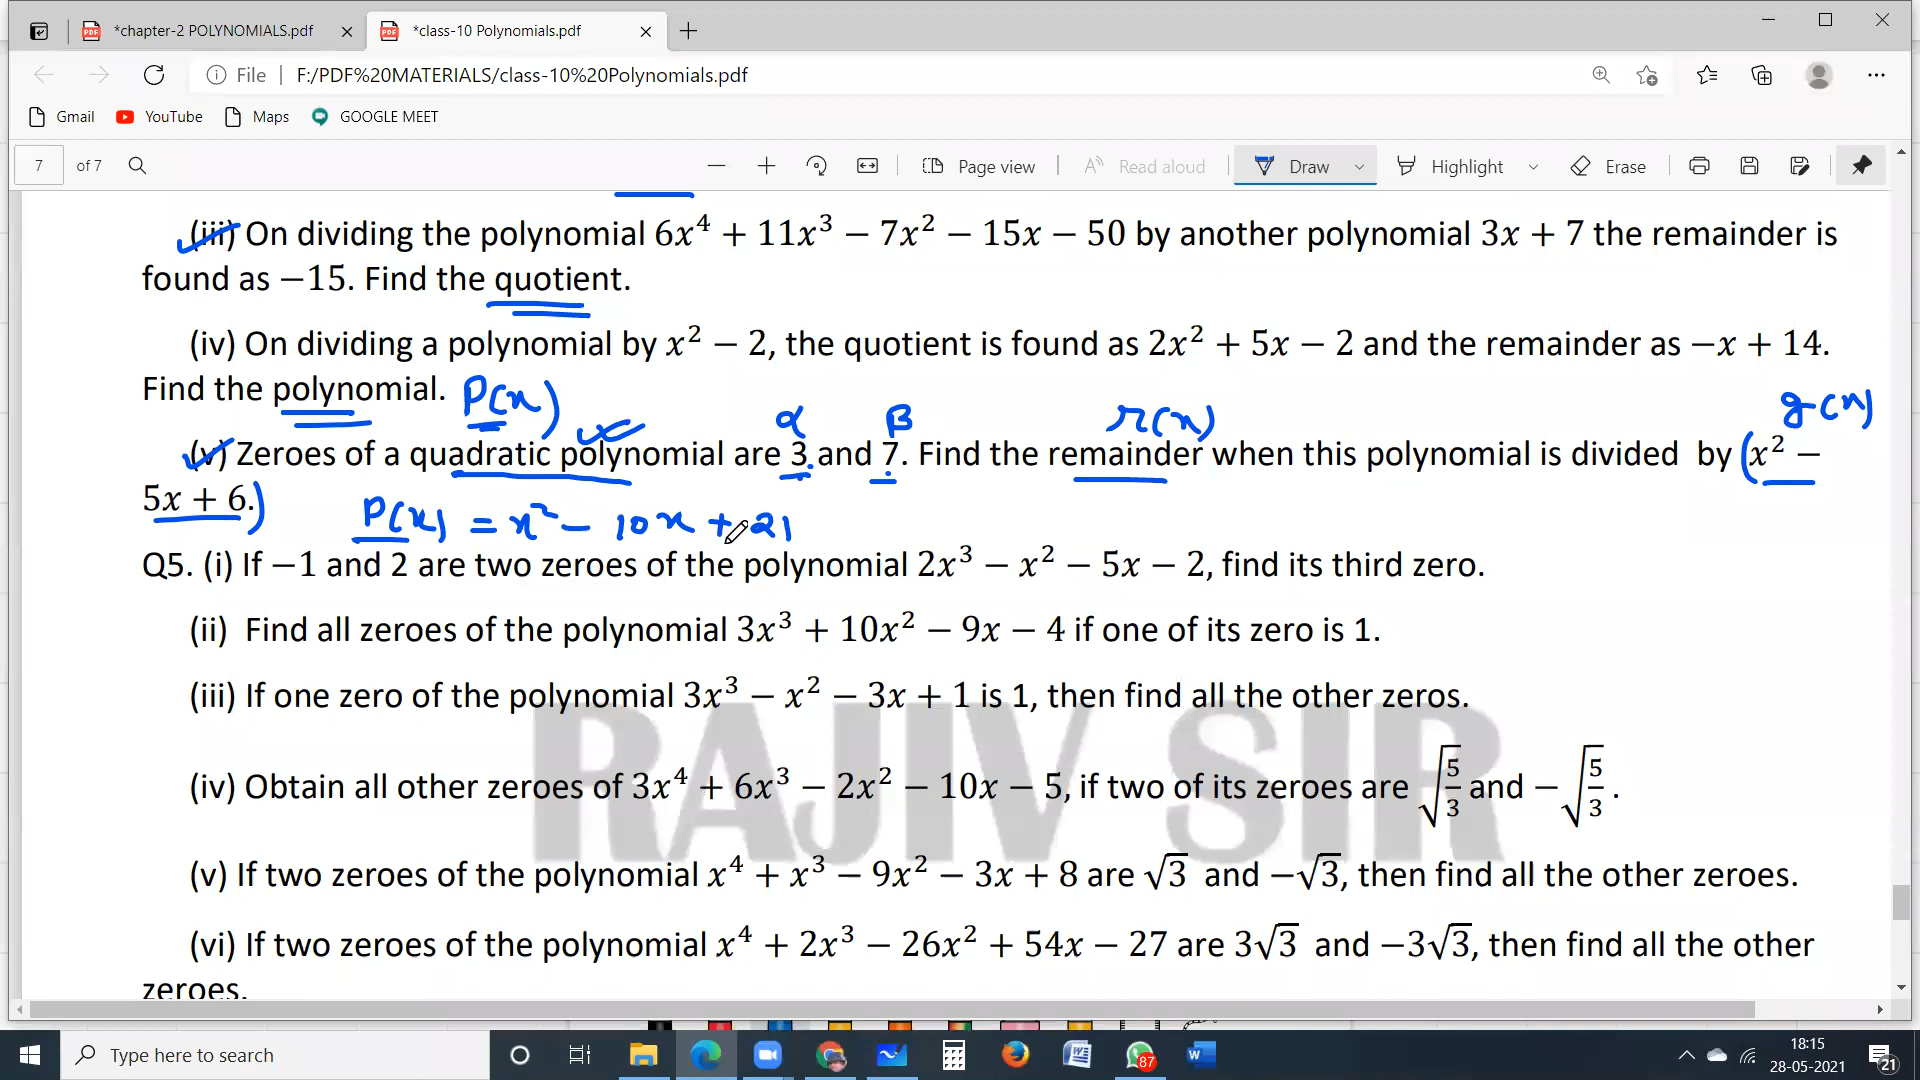 *chapter-2 POLYNOMIALS.pdf
*class-10 Polynomials.pdf
File
F:/PDF%20MATERIALS/class-10%20Polynomials.pdf
Gmail YouTube Maps GOOGLE MEET
7 of 7 Page view Read aloud Draw Highlight Erase
(iii) On dividing the polynomial 6x⁴ + 11x³ − 7x² − 15x − 50 by another polynomial 3x + 7 the remainder is
found as −15. Find the quotient.
(iv) On dividing a polynomial by x² − 2, the quotient is found as 2x² + 5x − 2 and the remainder as −x + 14.
Find the polynomial. P(x)
α β r(x) g(x)
(v) Zeroes of a quadratic polynomial are 3 and 7. Find the remainder when this polynomial is divided by (x² −
5x + 6.)
P(x) = x² − 10x + 21
Q5. (i) If −1 and 2 are two zeroes of the polynomial 2x³ − x² − 5x − 2, find its third zero.
(ii) Find all zeroes of the polynomial 3x³ + 10x² − 9x − 4 if one of its zero is 1.
(iii) If one zero of the polynomial 3x³ − x² − 3x + 1 is 1, then find all the other zeros.
RAJIV SIR
(iv) Obtain all other zeroes of 3x⁴ + 6x³ − 2x² − 10x − 5, if two of its zeroes are √(5/3) and −√(5/3) .
(v) If two zeroes of the polynomial x⁴ + x³ − 9x² − 3x + 8 are √3 and −√3, then find all the other zeroes.
(vi) If two zeroes of the polynomial x⁴ + 2x³ − 26x² + 54x − 27 are 3√3 and −3√3, then find all the other
zeroes.
Type here to search
87
18:15
28-05-2021
21